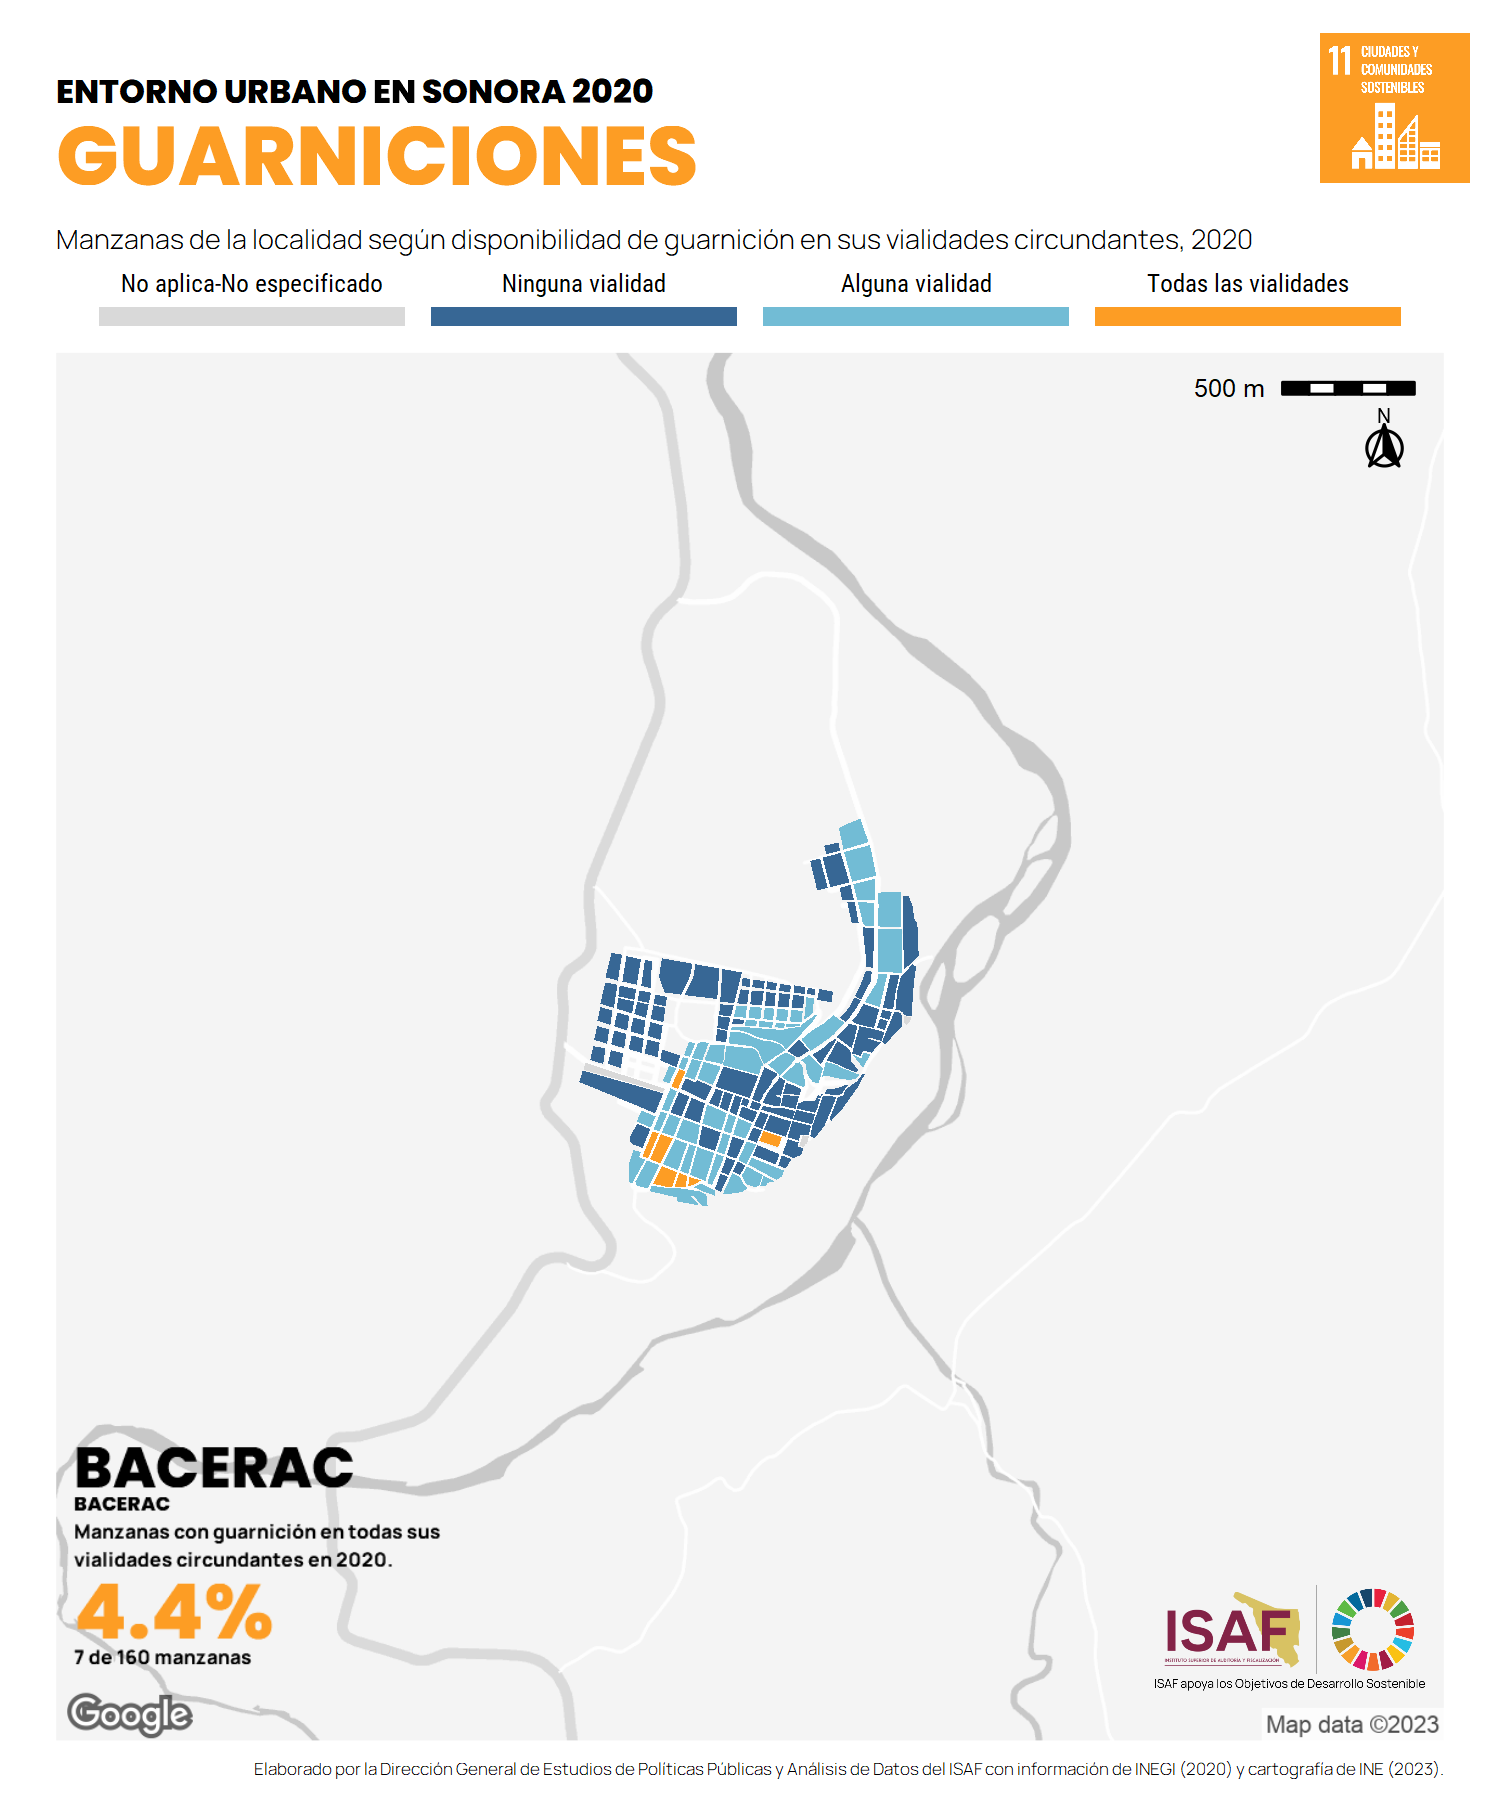 ENTORNO URBANO EN SONORA 2020
GUARNICIONES
11 CIUDADES Y
COMUNIDADES
SOSTENIBLES
Manzanas de la localidad según disponibilidad de guarnición en sus vialidades circundantes, 2020
No aplica-No especificado
Ninguna vialidad
Alguna vialidad
Todas las vialidades
500 m
N
BACERAC
BACERAC
Manzanas con guarnición en todas sus
vialidades circundantes en 2020.
4.4%
7 de 160 manzanas
Google
ISAF
INSTITUTO SUPERIOR DE AUDITORÍA Y FISCALIZACIÓN
ISAF apoya los Objetivos de Desarrollo Sostenible
Map data ©2023
Elaborado por la Dirección General de Estudios de Políticas Públicas y Análisis de Datos del ISAF con información de INEGI (2020) y cartografía de INE (2023).